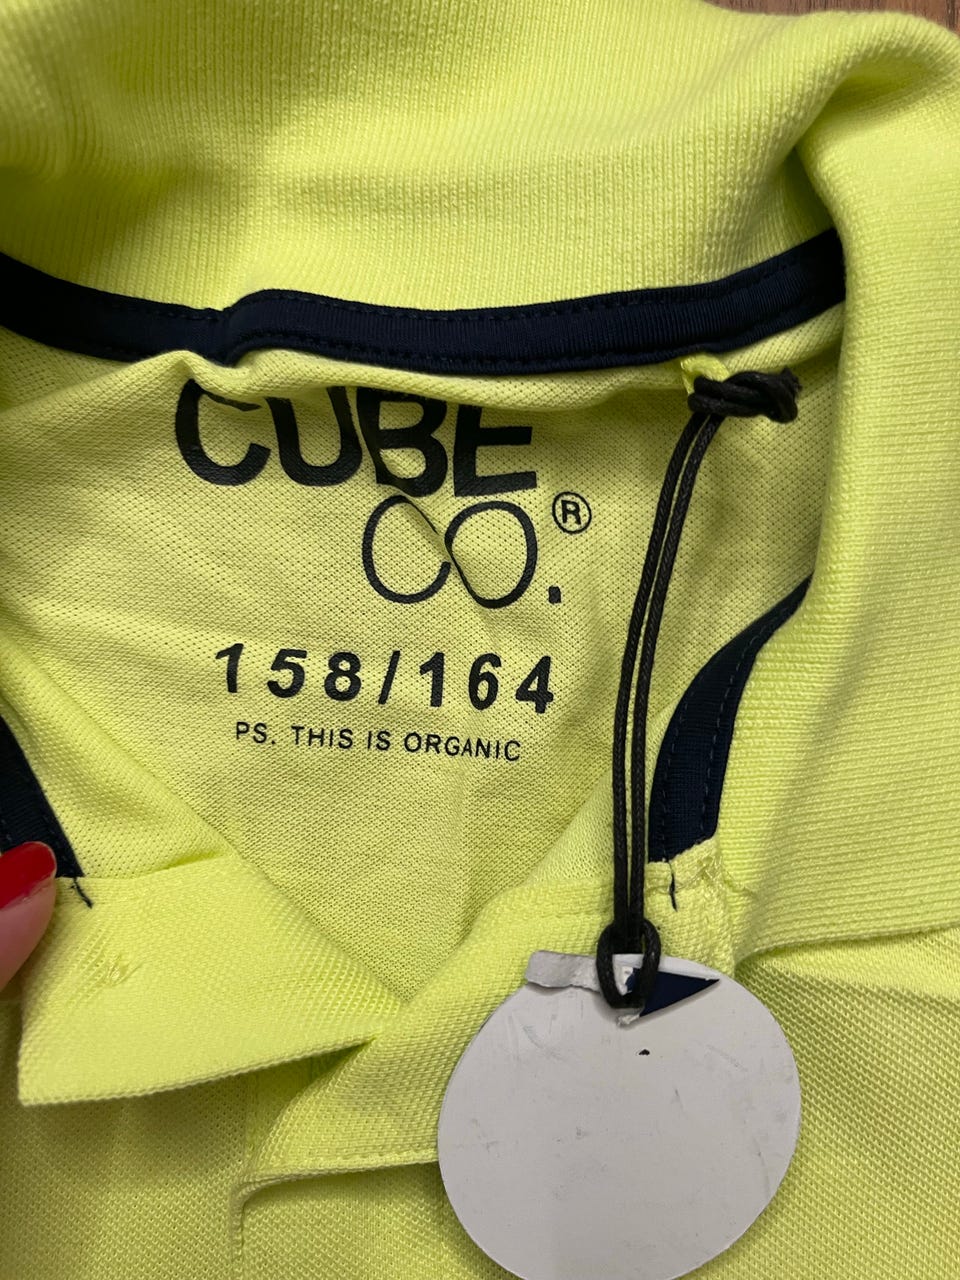 CUBE
CO.®
158/164
PS. THIS IS ORGANIC